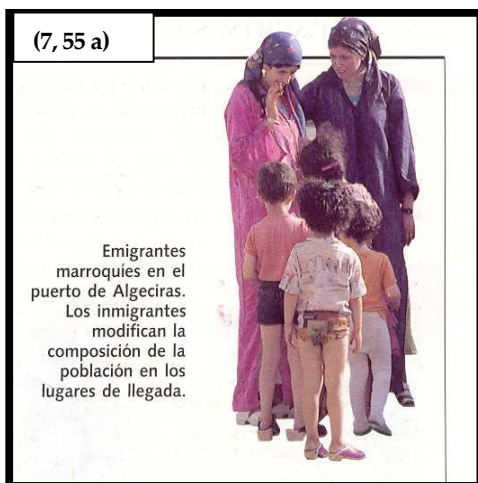 (7, 55 a)
Emigrantes
marroquíes en el
puerto de Algeciras.
Los inmigrantes
modifican la
composición de la
población en los
lugares de llegada.